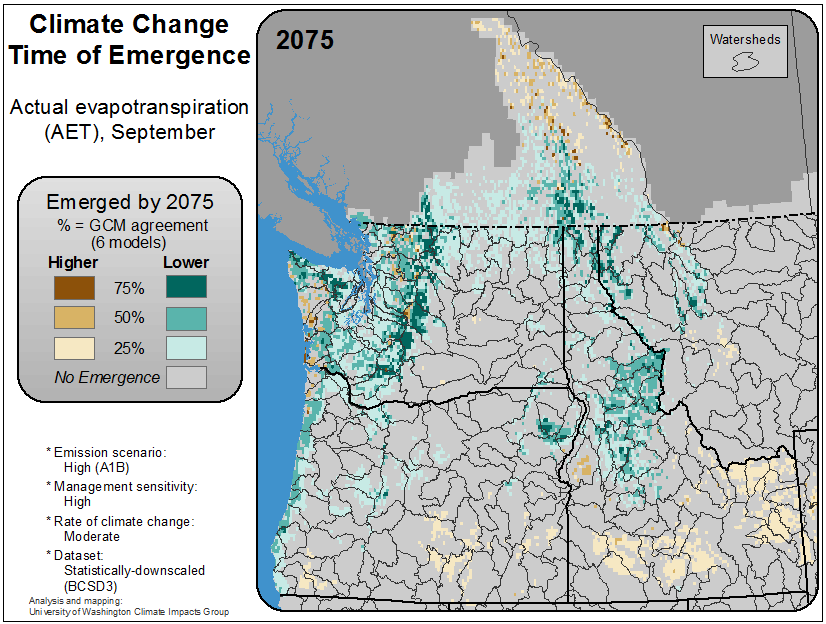 Climate Change
Time of Emergence
Actual evapotranspiration
(AET), September
Emerged by 2075
% = GCM agreement
(6 models)
Higher Lower
75%
50%
25%
No Emergence
* Emission scenario:
High (A1B)
* Management sensitivity:
High
* Rate of climate change:
Moderate
* Dataset:
Statistically-downscaled
(BCSD3)
Analysis and mapping:
University of Washington Climate Impacts Group
2075
Watersheds